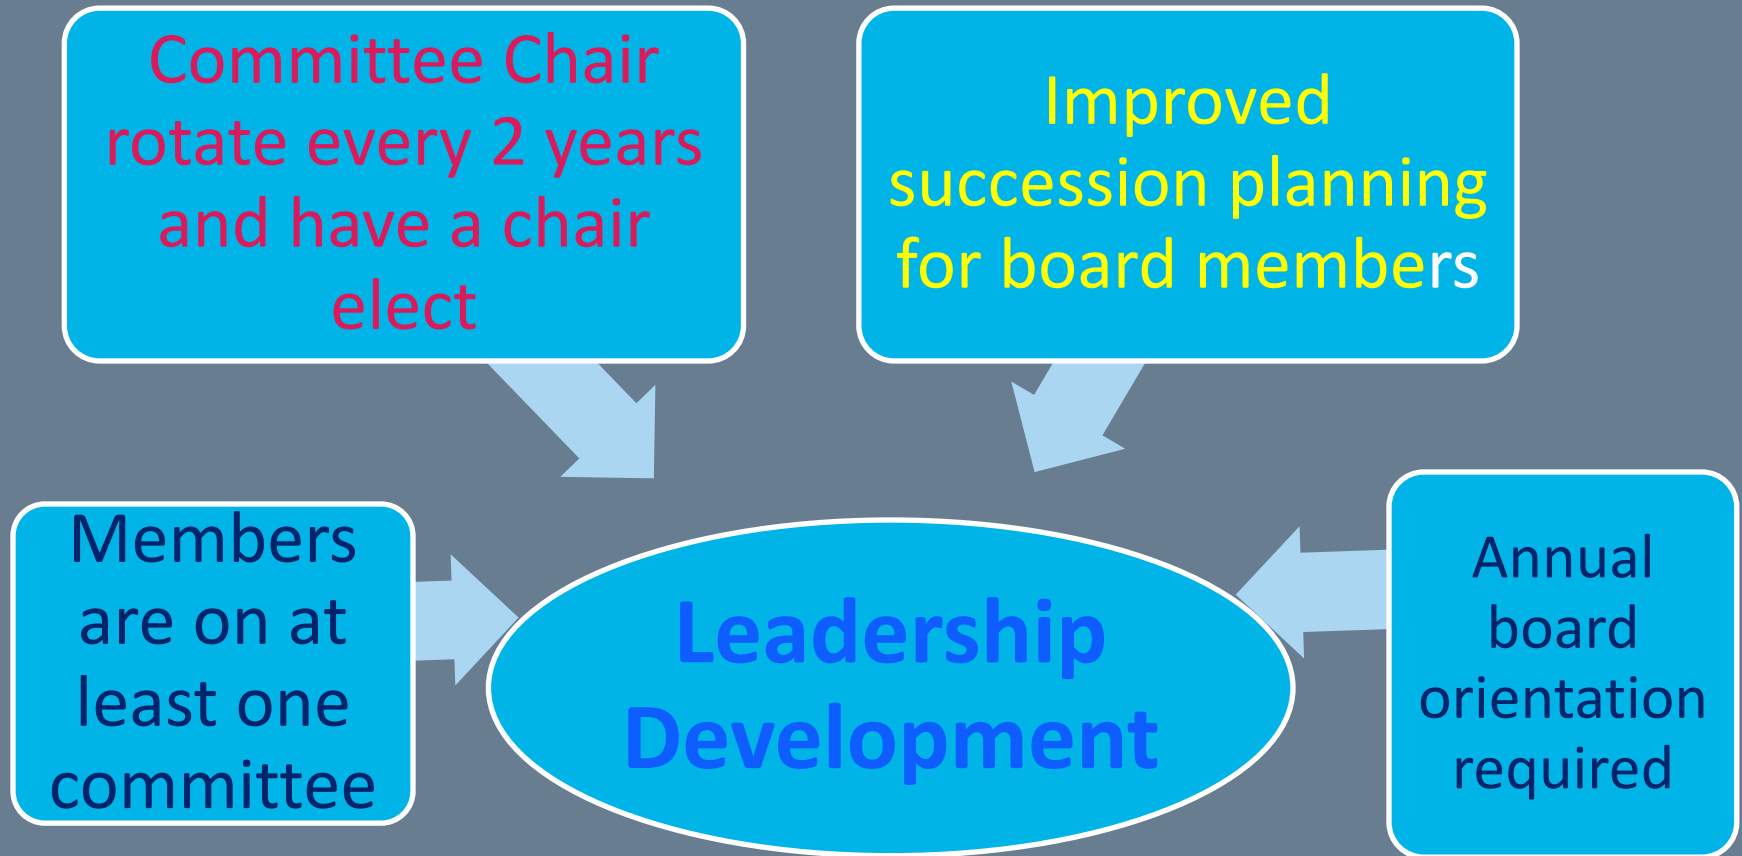 Committee Chair
rotate every 2 years
and have a chair
elect
Improved
succession planning
for board members
Members
are on at
least one
committee
Leadership
Development
Annual
board
orientation
required